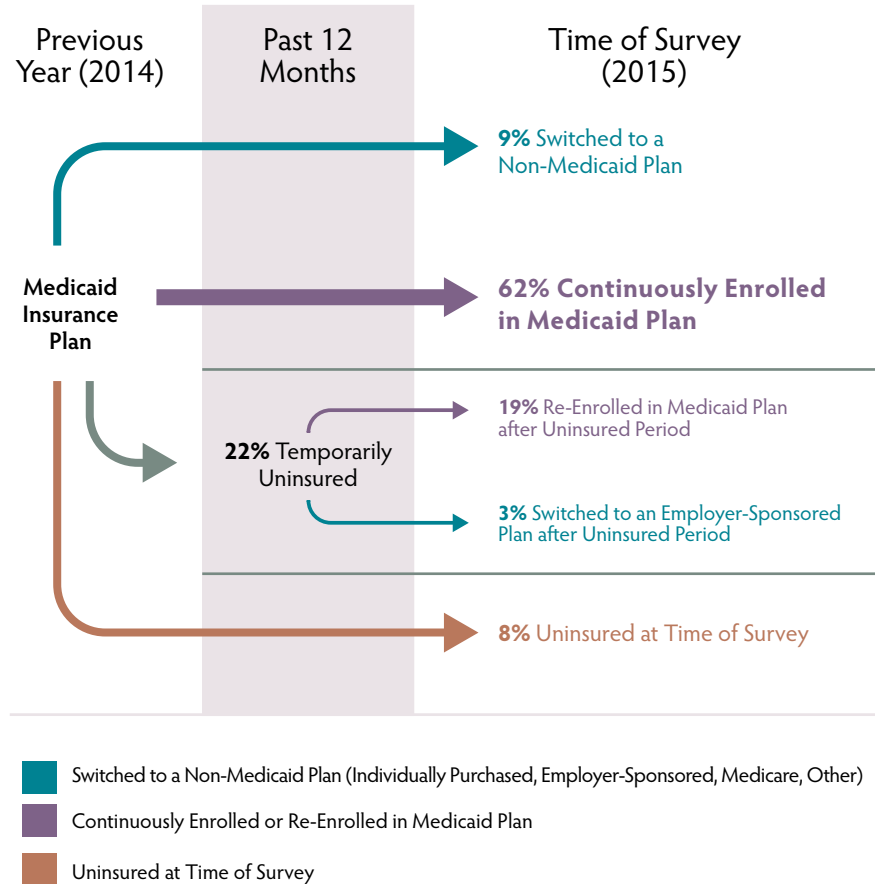 Previous
Year (2014)
Past 12
Months
Time of Survey
(2015)
9% Switched to a
Non-Medicaid Plan
Medicaid
Insurance
Plan
62% Continuously Enrolled
in Medicaid Plan
19% Re-Enrolled in Medicaid Plan
after Uninsured Period
22% Temporarily
Uninsured
3% Switched to an Employer-Sponsored
Plan after Uninsured Period
8% Uninsured at Time of Survey
Switched to a Non-Medicaid Plan (Individually Purchased, Employer-Sponsored, Medicare, Other)
Continuously Enrolled or Re-Enrolled in Medicaid Plan
Uninsured at Time of Survey